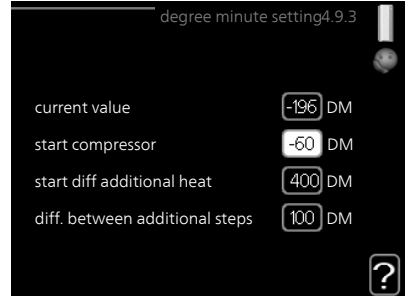 degree minute setting4.9.3
current value -196 DM
start compressor -60 DM
start diff additional heat 400 DM
diff. between additional steps 100 DM
?